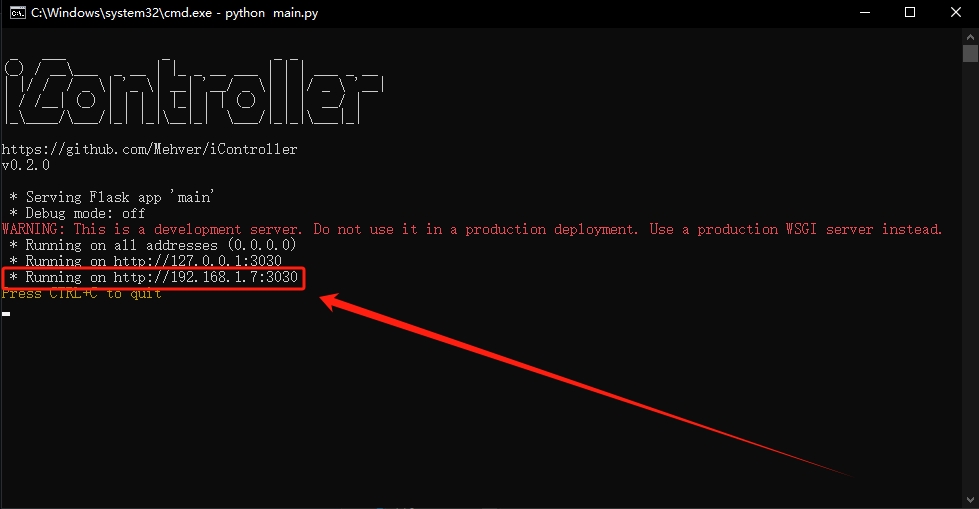 C:\Windows\system32\cmd.exe - python  main.py
iController
https://github.com/Mehver/iController
v0.2.0
* Serving Flask app 'main'
* Debug mode: off
WARNING: This is a development server. Do not use it in a production deployment. Use a production WSGI server instead.
* Running on all addresses (0.0.0.0)
* Running on http://127.0.0.1:3030
* Running on http://192.168.1.7:3030
Press CTRL+C to quit